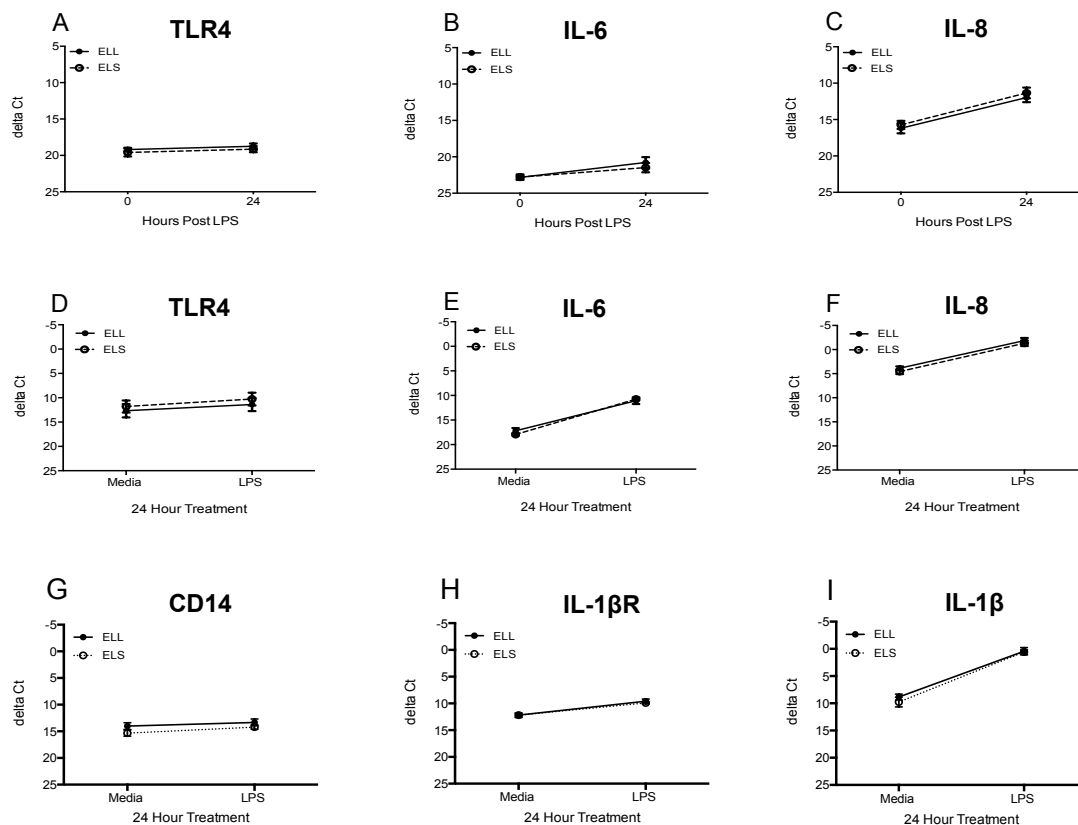 A
TLR4
5
10
15
20
25
delta Ct
ELL
ELS
0
24
Hours Post LPS
B
IL-6
5
10
15
20
25
delta Ct
ELL
ELS
0
24
Hours Post LPS
C
IL-8
5
10
15
20
25
delta Ct
ELL
ELS
0
24
Hours Post LPS
D
TLR4
-5
0
5
10
15
20
25
delta Ct
ELL
ELS
Media
LPS
24 Hour Treatment
E
IL-6
-5
0
5
10
15
20
25
delta Ct
ELL
ELS
Media
LPS
24 Hour Treatment
F
IL-8
-5
0
5
10
15
20
25
delta Ct
ELL
ELS
Media
LPS
24 Hour Treatment
G
CD14
-5
0
5
10
15
20
25
delta Ct
ELL
ELS
Media
LPS
24 Hour Treatment
H
IL-1βR
-5
0
5
10
15
20
25
delta Ct
ELL
ELS
Media
LPS
24 Hour Treatment
I
IL-1β
-5
0
5
10
15
20
25
delta Ct
ELL
ELS
Media
LPS
24 Hour Treatment